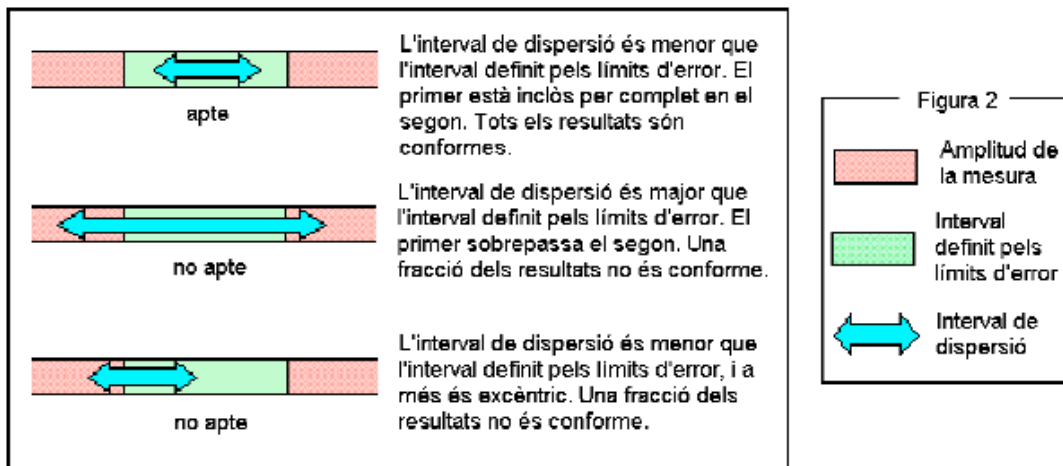 L'interval de dispersió és menor que
l'interval definit pels límits d'error. El
primer està inclòs per complet en el
segon. Tots els resultats són
conformes.
apte
L'interval de dispersió és major que
l'interval definit pels límits d'error. El
primer sobrepassa el segon. Una
fracció dels resultats no és conforme.
no apte
L'interval de dispersió és menor que
l'interval definit pels límits d'error, i a
més és excèntric. Una fracció dels
resultats no és conforme.
no apte
Figura 2
Amplitud de
la mesura
Interval
definit pels
límits d'error
Interval de
dispersió